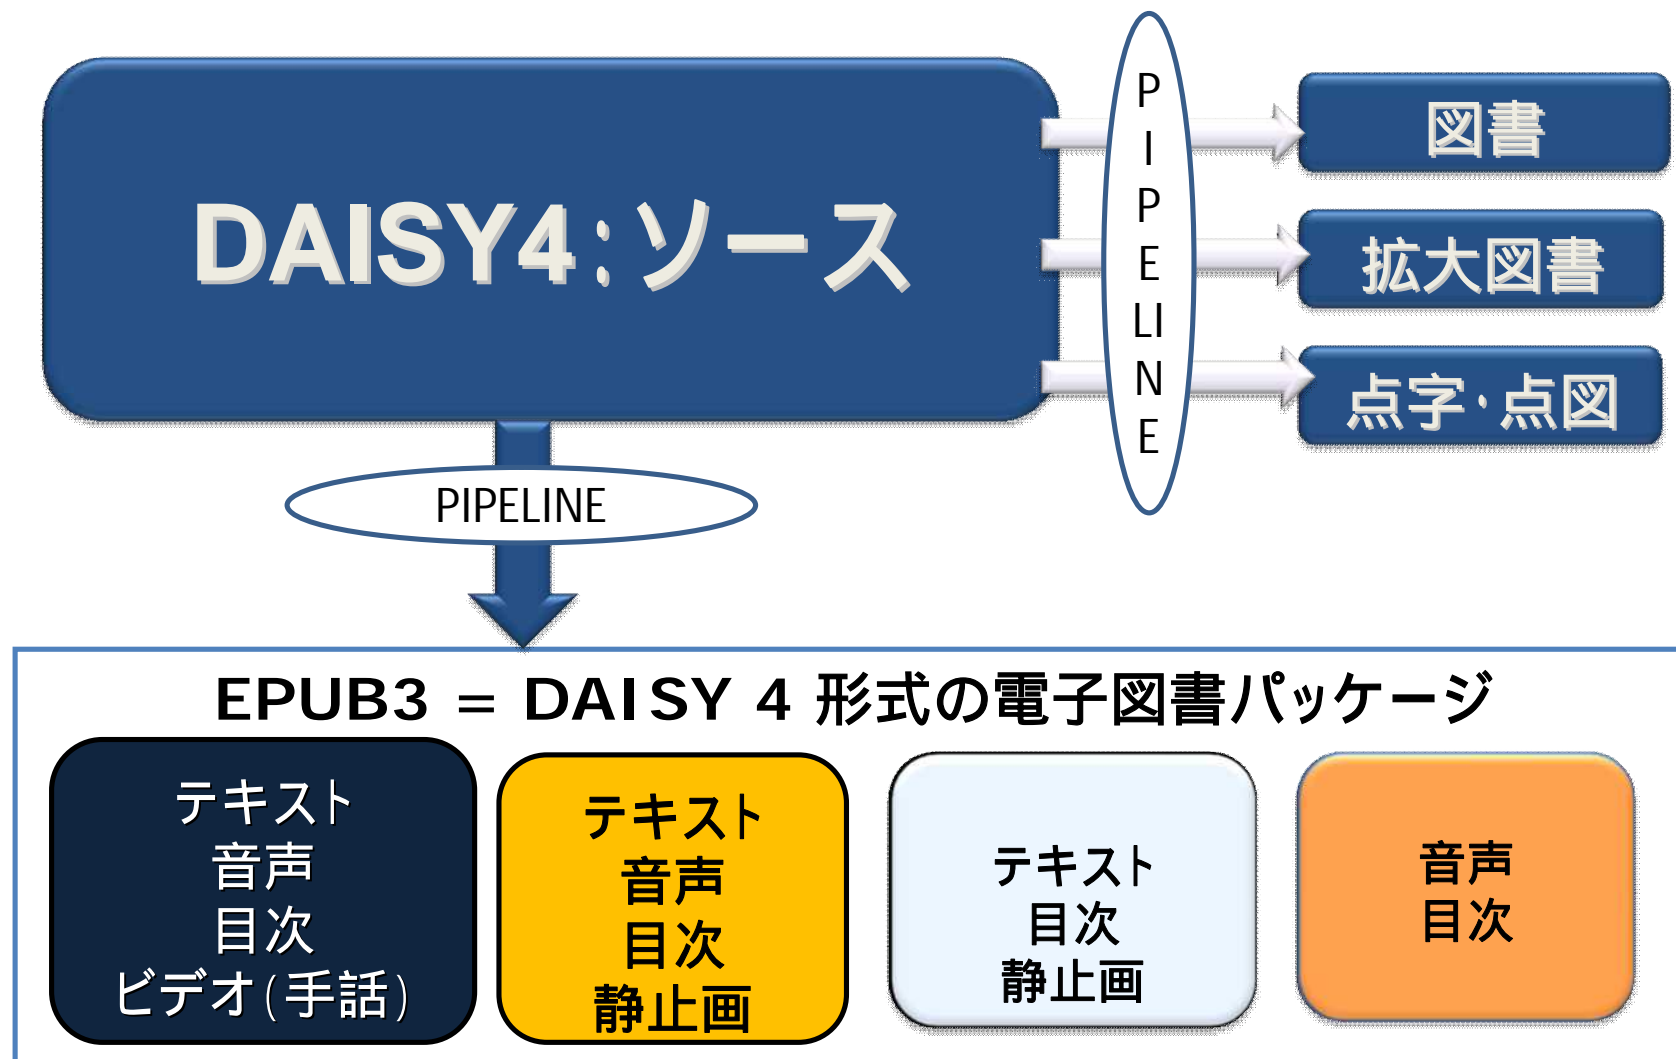 DAISY4:ソース
P
I
P
E
LI
N
E
図書
拡大図書
点字・点図
PIPELINE
EPUB3 = DAISY 4 形式の電子図書パッケージ
テキスト
音声
目次
ビデオ(手話)
テキスト
音声
目次
静止画
テキスト
目次
静止画
音声
目次